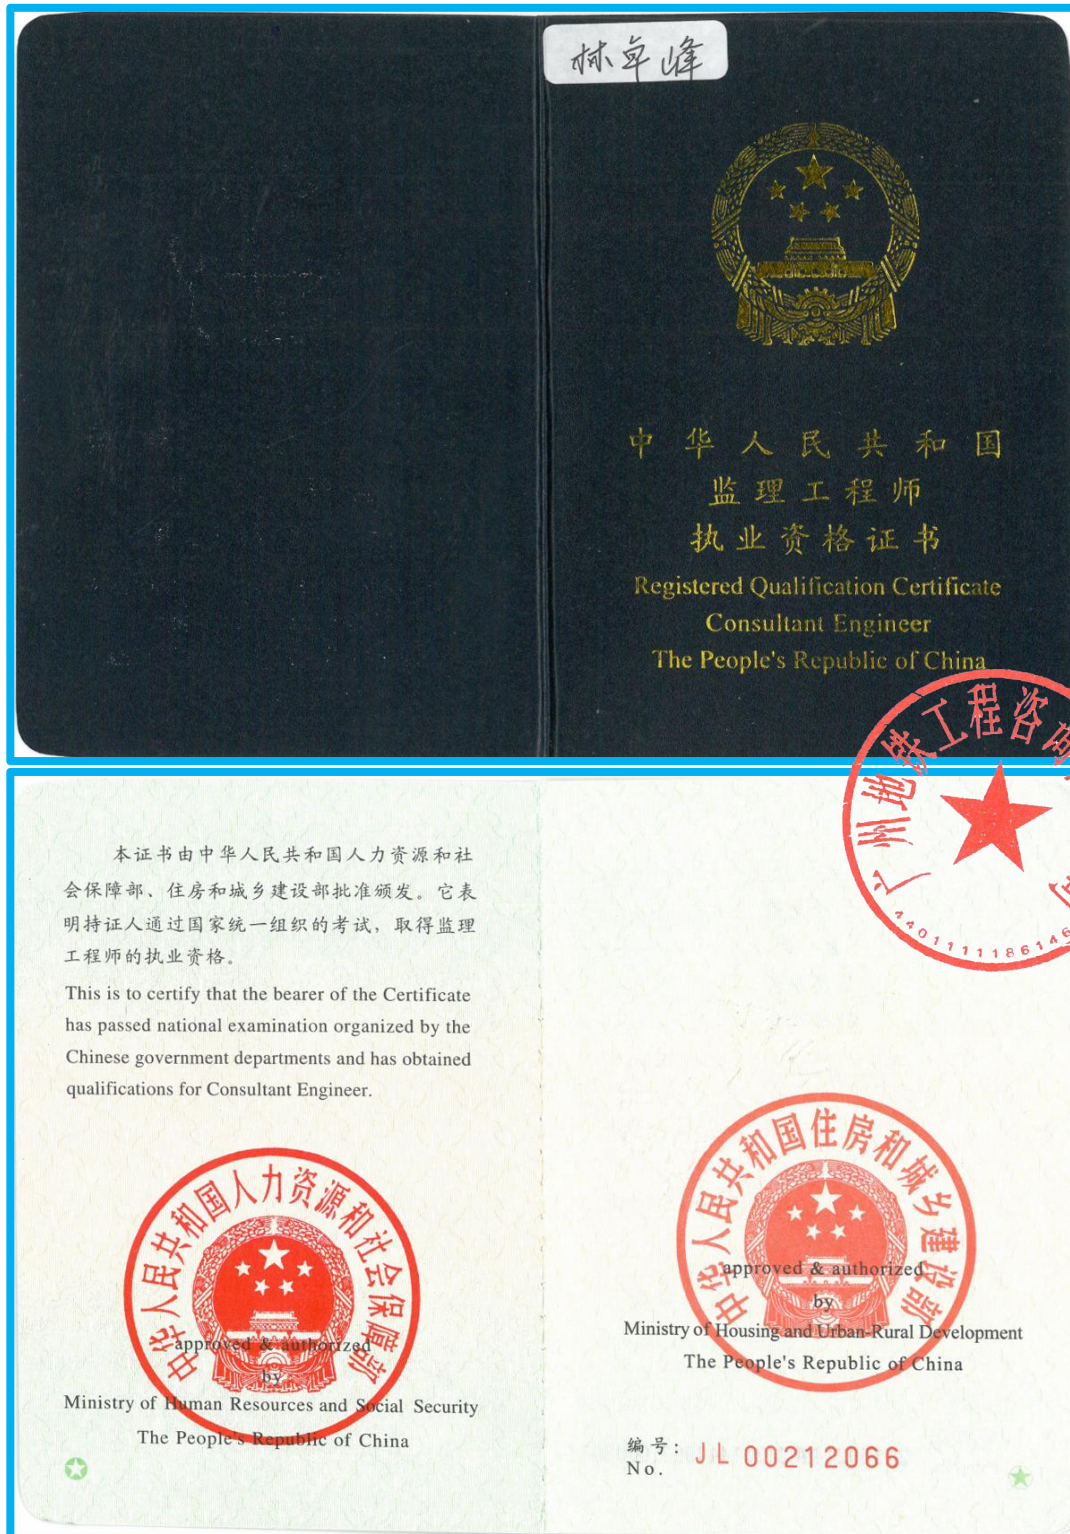 林卓峰
中华人民共和国
监理工程师
执业资格证书
Registered Qualification Certificate
Consultant Engineer
The People's Republic of China
广州地铁工程咨询
司
4401111186146
本证书由中华人民共和国人力资源和社
会保障部、住房和城乡建设部批准颁发。它表
明持证人通过国家统一组织的考试，取得监理
工程师的执业资格。
This is to certify that the bearer of the Certificate
has passed national examination organized by the
Chinese government departments and has obtained
qualifications for Consultant Engineer.
中华人民共和国人力资源和社会保障部
approved & authorized
by
Ministry of Human Resources and Social Security
The People's Republic of China
中华人民共和国住房和城乡建设部
approved & authorized
by
Ministry of Housing and Urban-Rural Development
The People's Republic of China
编号: JL 00212066
No.